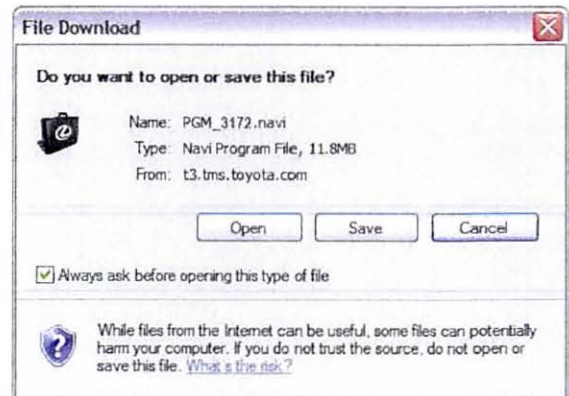 File Download
Do you want to open or save this file?
Name: PGM_3172.navi
Type: Navi Program File, 11.8MB
From: t3.tms.toyota.com
Open Save Cancel
Always ask before opening this type of file
While files from the Internet can be useful, some files can potentially
harm your computer. If you do not trust the source, do not open or
save this file. What's the risk?